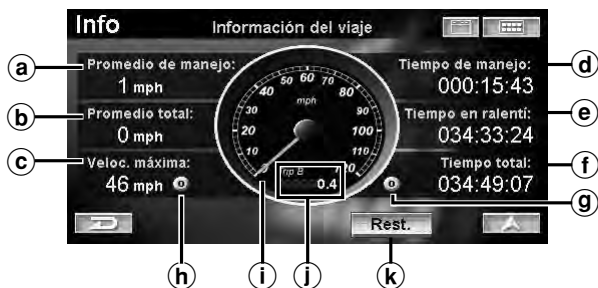 Info Información del viaje
a Promedio de manejo:
1 mph
b Promedio total:
0 mph
c Veloc. máxima:
46 mph
0 10 20 30 40 50 60 70 80 90 100 120
mph
Trip B
0.4
Tiempo de manejo: d
000:15:43
Tiempo en ralentí: e
034:33:24
Tiempo total: f
034:49:07
g
Rest.
h i j k